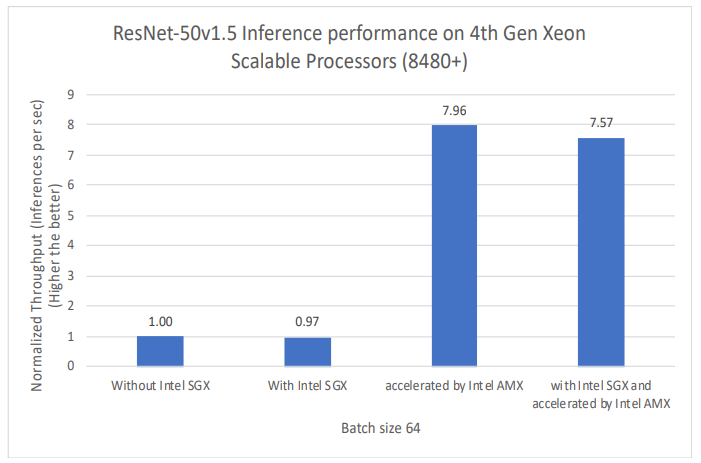 ResNet-50v1.5 Inference performance on 4th Gen Xeon
Scalable Processors (8480+)
Normalized Throughput (Inferences per sec)
(Higher the better)
9
8
7
6
5
4
3
2
1
0
1.00
0.97
7.96
7.57
Without Intel SGX
With Intel SGX
accelerated by Intel AMX
with Intel SGX and
accelerated by Intel AMX
Batch size 64